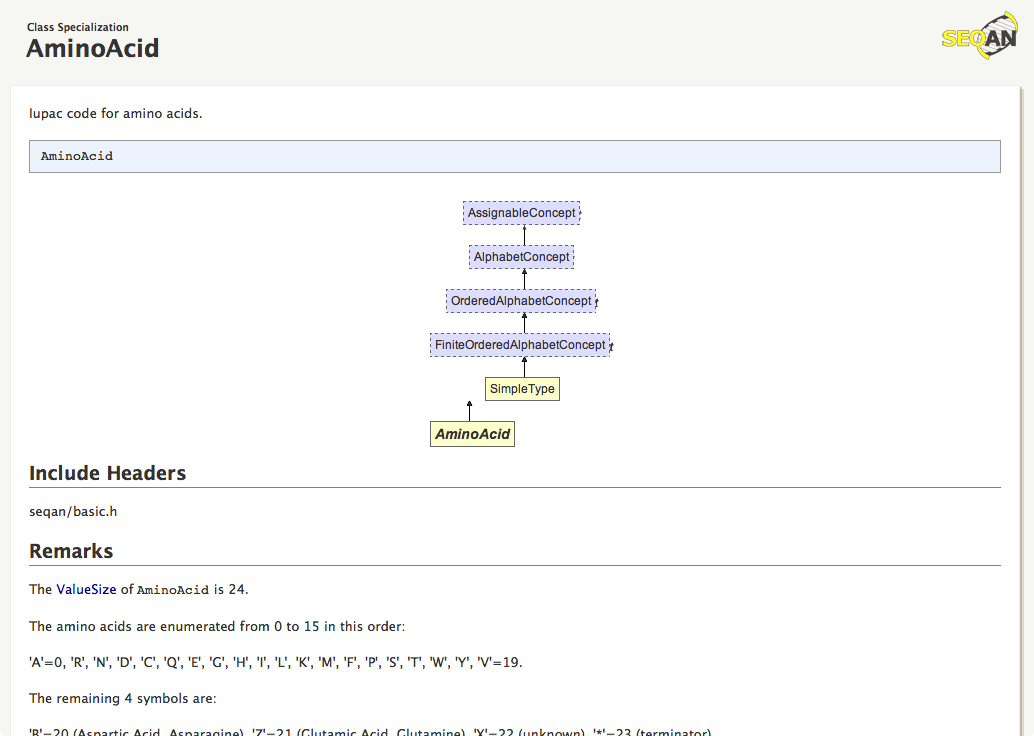 Class Specialization
AminoAcid
SEQAN
Iupac code for amino acids.
AminoAcid
AssignableConcept
AlphabetConcept
OrderedAlphabetConcept
FiniteOrderedAlphabetConcept
SimpleType
AminoAcid
Include Headers
seqan/basic.h
Remarks
The ValueSize of AminoAcid is 24.
The amino acids are enumerated from 0 to 15 in this order:
'A'=0, 'R', 'N', 'D', 'C', 'Q', 'E', 'G', 'H', 'I', 'L', 'K', 'M', 'F', 'P', 'S', 'T', 'W', 'Y', 'V'=19.
The remaining 4 symbols are:
'B'=20 (Aspartic Acid, Asparagine), 'Z'=21 (Glutamic Acid, Glutamine), 'X'=22 (unknown), '*'=23 (terminator)